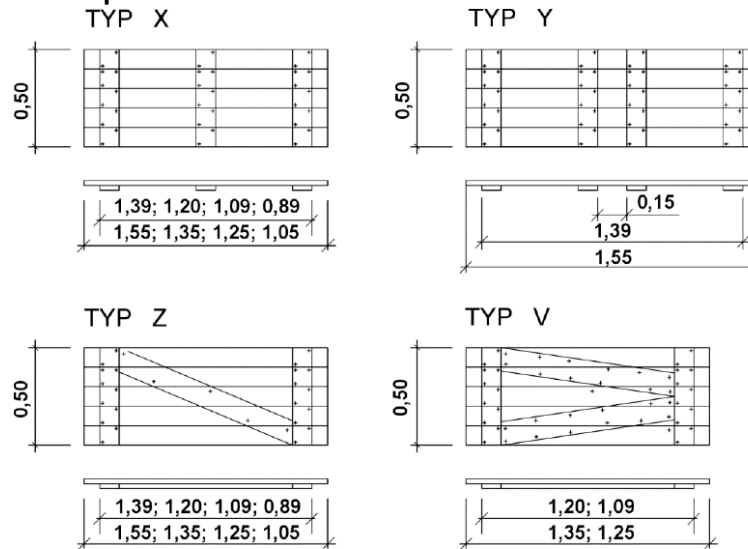 TYP X
TYP Y
0,50
0,50
1,39; 1,20; 1,09; 0,89
1,55; 1,35; 1,25; 1,05
0,15
1,39
1,55
TYP Z
TYP V
0,50
0,50
1,39; 1,20; 1,09; 0,89
1,55; 1,35; 1,25; 1,05
1,20; 1,09
1,35; 1,25